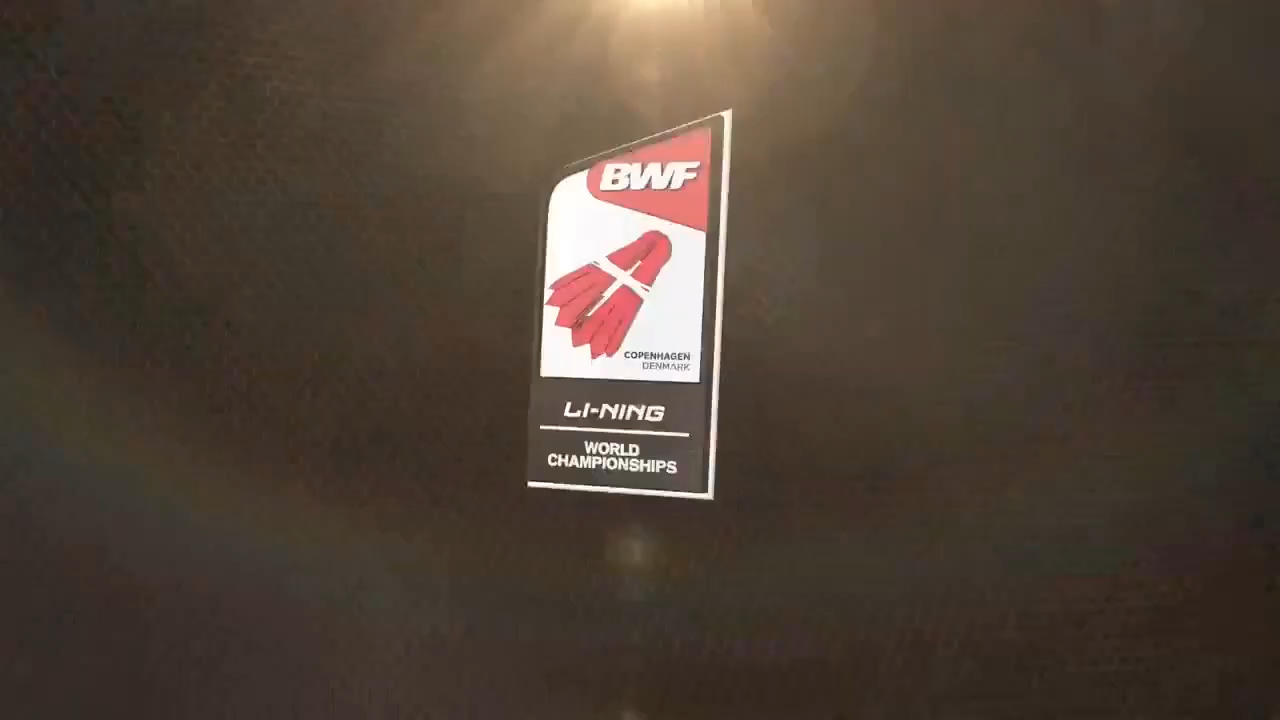 BWF
COPENHAGEN
DENMARK
LI-NING
WORLD
CHAMPIONSHIPS